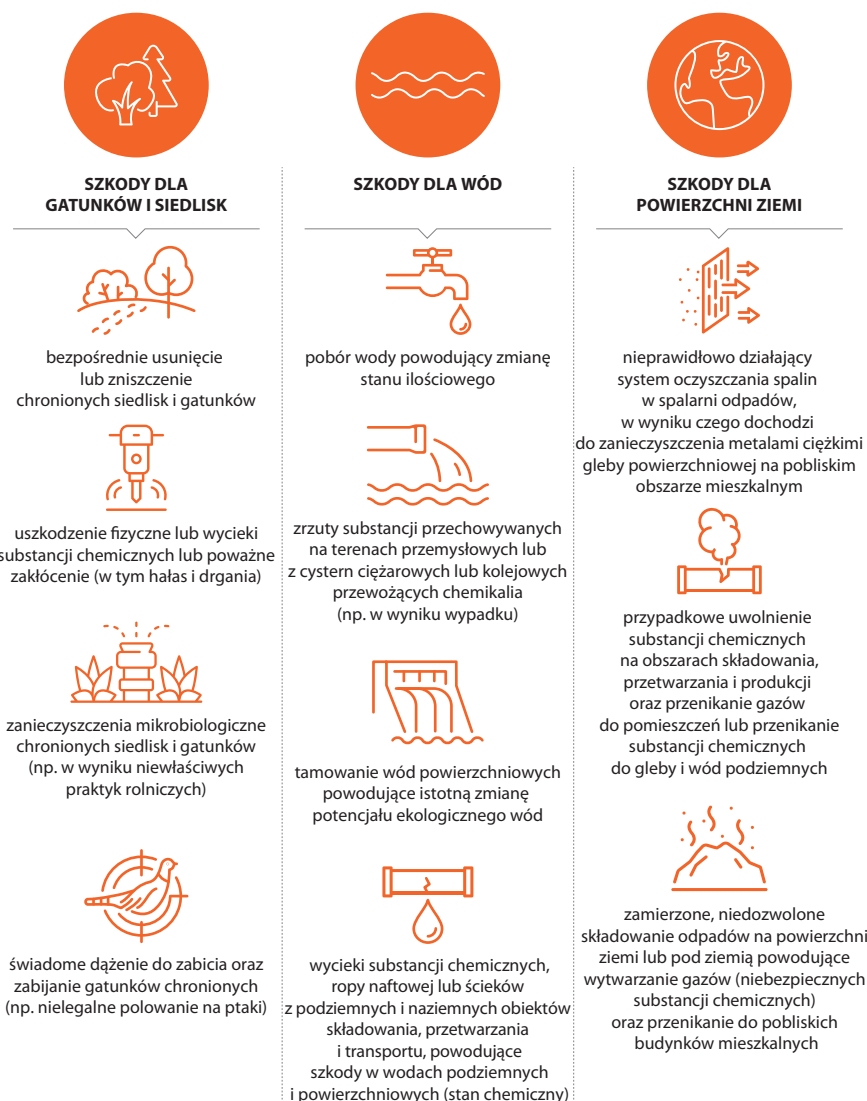 SZKODY DLA
GATUNKÓW I SIEDLISK
bezpośrednie usunięcie
lub zniszczenie
chronionych siedlisk i gatunków
uszkodzenie fizyczne lub wycieki
substancji chemicznych lub poważne
zakłócenie (w tym hałas i drgania)
zanieczyszczenia mikrobiologiczne
chronionych siedlisk i gatunków
(np. w wyniku niewłaściwych
praktyk rolniczych)
świadome dążenie do zabicia oraz
zabijanie gatunków chronionych
(np. nielegalne polowanie na ptaki)
SZKODY DLA WÓD
pobór wody powodujący zmianę
stanu ilościowego
zrzuty substancji przechowywanych
na terenach przemysłowych lub
z cystern ciężarowych lub kolejowych
przewożących chemikalia
(np. w wyniku wypadku)
tamowanie wód powierzchniowych
powodujące istotną zmianę
potencjału ekologicznego wód
wycieki substancji chemicznych,
ropy naftowej lub ścieków
z podziemnych i naziemnych obiektów
składowania, przetwarzania
i transportu, powodujące
szkody w wodach podziemnych
i powierzchniowych (stan chemiczny)
SZKODY DLA
POWIERZCHNI ZIEMI
nieprawidłowo działający
system oczyszczania spalin
w spalarni odpadów,
w wyniku czego dochodzi
do zanieczyszczenia metalami ciężkimi
gleby powierzchniowej na pobliskim
obszarze mieszkalnym
przypadkowe uwolnienie
substancji chemicznych
na obszarach składowania,
przetwarzania i produkcji
oraz przenikanie gazów
do pomieszczeń lub przenikanie
substancji chemicznych
do gleby i wód podziemnych
zamierzone, niedozwolone
składowanie odpadów na powierzchni
ziemi lub pod ziemią powodujące
wytwarzanie gazów (niebezpiecznych
substancji chemicznych)
oraz przenikanie do pobliskich
budynków mieszkalnych